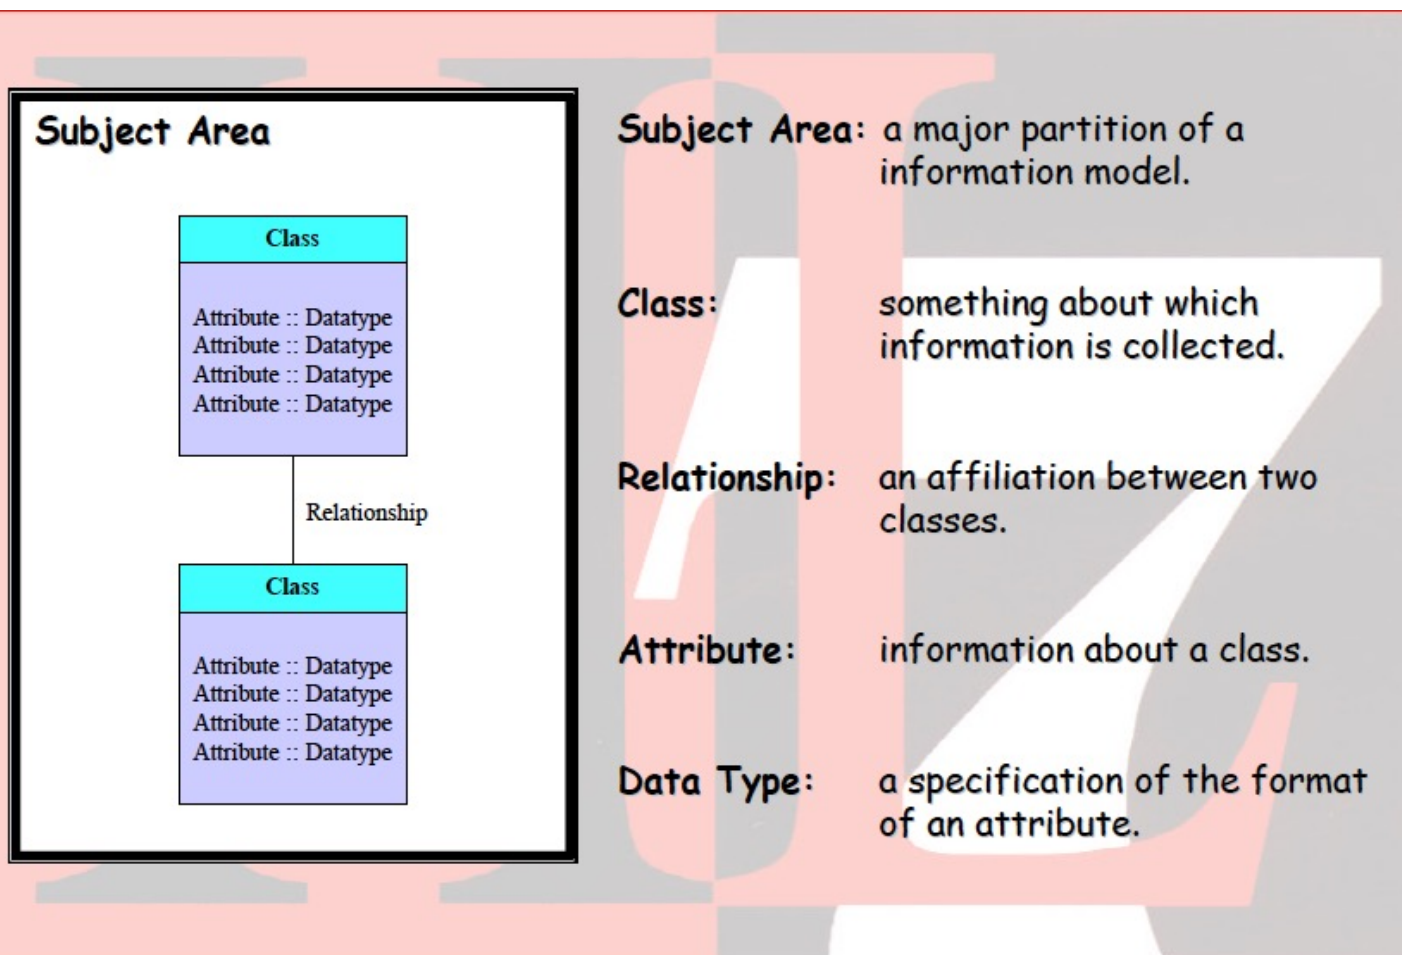 Subject Area
Class
Attribute :: Datatype
Attribute :: Datatype
Attribute :: Datatype
Attribute :: Datatype
Relationship
Class
Attribute :: Datatype
Attribute :: Datatype
Attribute :: Datatype
Attribute :: Datatype
Subject Area: a major partition of a
information model.
Class: something about which
information is collected.
Relationship: an affiliation between two
classes.
Attribute: information about a class.
Data Type: a specification of the format
of an attribute.